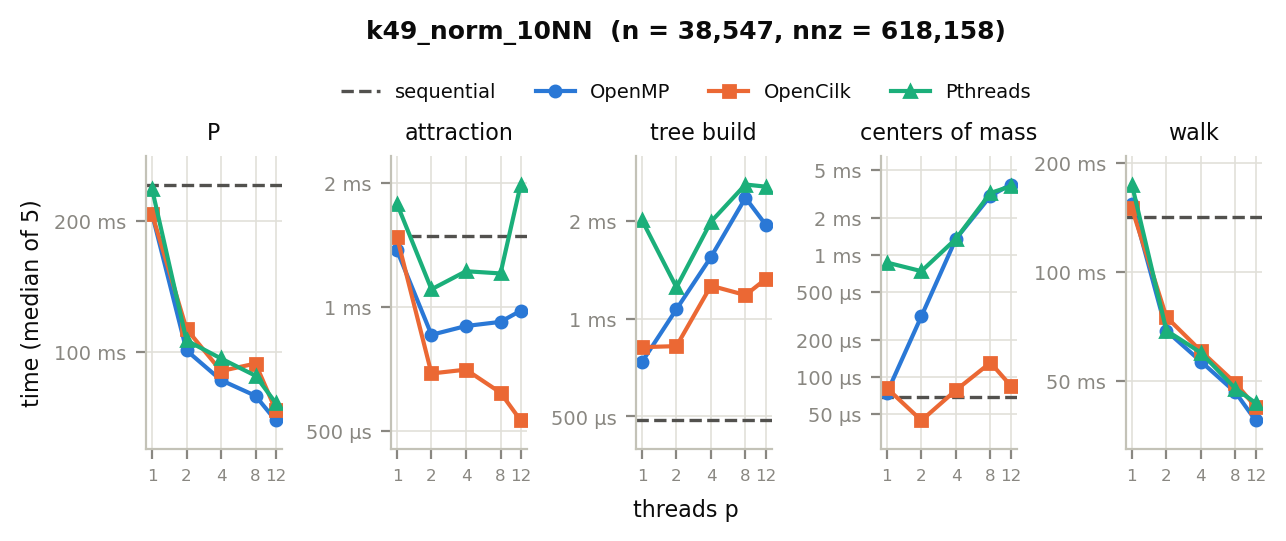 k49_norm_10NN (n = 38,547, nnz = 618,158)
sequential OpenMP OpenCilk Pthreads
P attraction tree build centers of mass walk
time (median of 5)
200 ms
100 ms
2 ms
1 ms
500 µs
2 ms
1 ms
500 µs
5 ms
2 ms
1 ms
500 µs
200 µs
100 µs
50 µs
200 ms
100 ms
50 ms
1 2 4 8 12 1 2 4 8 12 1 2 4 8 12 1 2 4 8 12 1 2 4 8 12
threads p